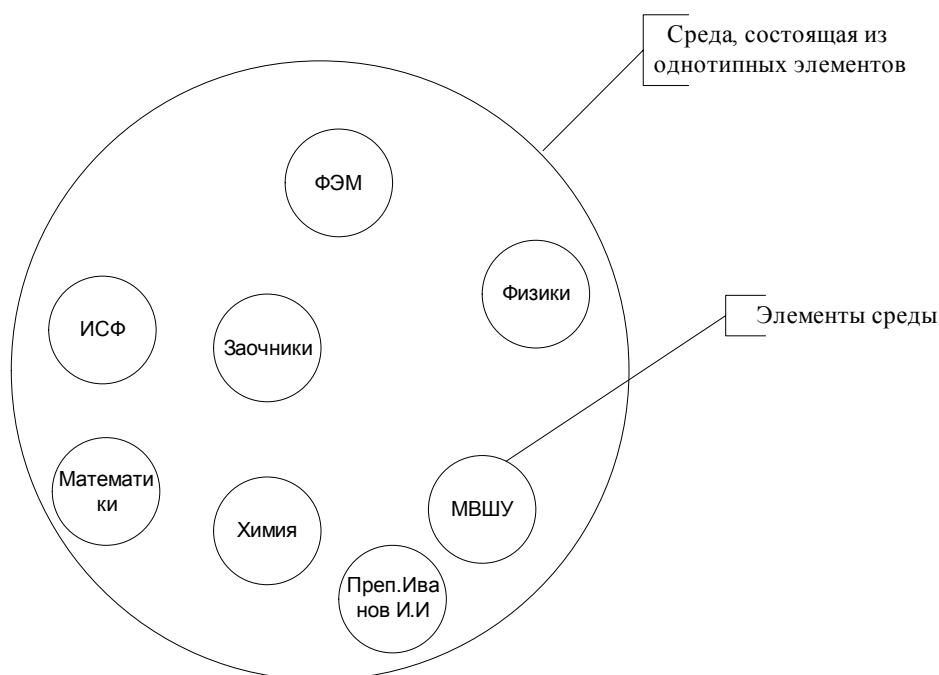 Среда, состоящая из
однотипных элементов
ФЭМ
Физики
Элементы среды
ИСФ
Заочники
Математи
ки
Химия
МВШУ
Преп.Ива
нов И.И